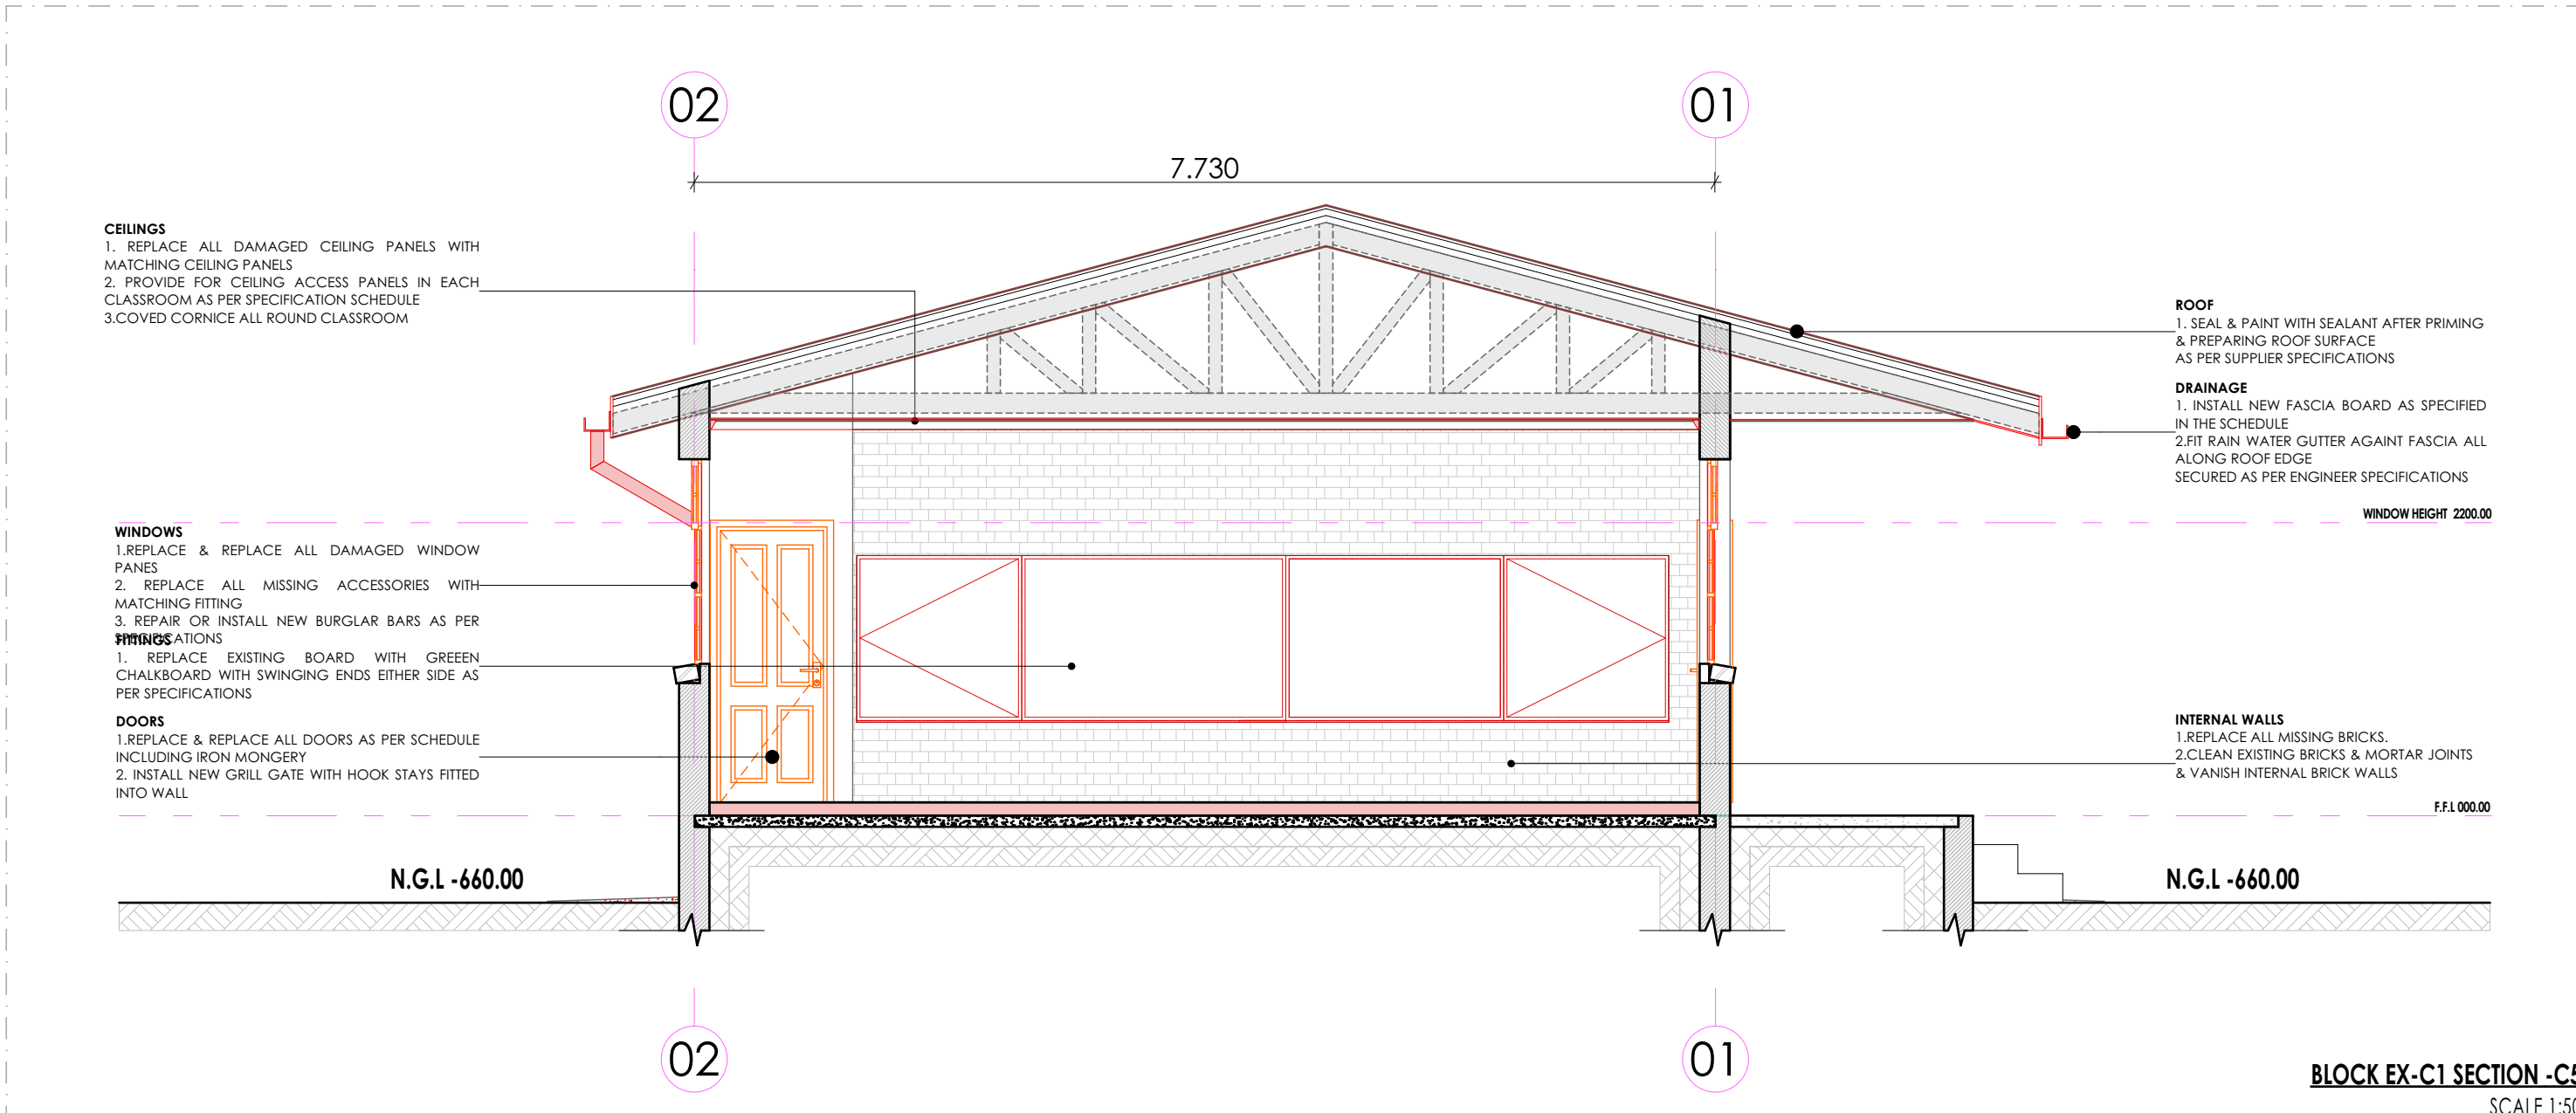 02
01
7.730
CEILINGS
1. REPLACE ALL DAMAGED CEILING PANELS WITH
MATCHING CEILING PANELS
2. PROVIDE FOR CEILING ACCESS PANELS IN EACH
CLASSROOM AS PER SPECIFICATION SCHEDULE
3.COVED CORNICE ALL ROUND CLASSROOM
ROOF
1. SEAL & PAINT WITH SEALANT AFTER PRIMING
& PREPARING ROOF SURFACE
AS PER SUPPLIER SPECIFICATIONS
DRAINAGE
1. INSTALL NEW FASCIA BOARD AS SPECIFIED
IN THE SCHEDULE
2.FIT RAIN WATER GUTTER AGAINT FASCIA ALL
ALONG ROOF EDGE
SECURED AS PER ENGINEER SPECIFICATIONS
WINDOW HEIGHT 2200.00
WINDOWS
1.REPLACE & REPLACE ALL DAMAGED WINDOW
PANES
2. REPLACE ALL MISSING ACCESSORIES WITH
MATCHING FITTING
3. REPAIR OR INSTALL NEW BURGLAR BARS AS PER
SPECIFICATIONS
FITTINGS
1. REPLACE EXISTING BOARD WITH GREEEN
CHALKBOARD WITH SWINGING ENDS EITHER SIDE AS
PER SPECIFICATIONS
DOORS
1.REPLACE & REPLACE ALL DOORS AS PER SCHEDULE
INCLUDING IRON MONGERY
2. INSTALL NEW GRILL GATE WITH HOOK STAYS FITTED
INTO WALL
INTERNAL WALLS
1.REPLACE ALL MISSING BRICKS.
2.CLEAN EXISTING BRICKS & MORTAR JOINTS
& VANISH INTERNAL BRICK WALLS
F.F.L 000.00
N.G.L -660.00
N.G.L -660.00
02
01
BLOCK EX-C1 SECTION -C5
SCALE 1:50